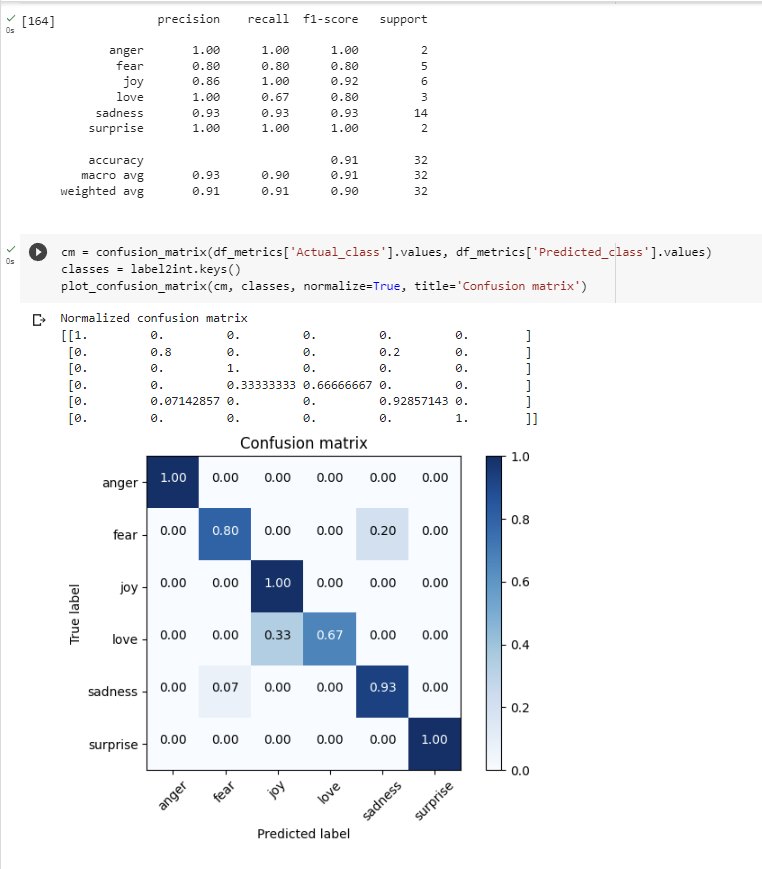 [164] precision recall f1-score support
0s
anger 1.00 1.00 1.00 2
fear 0.80 0.80 0.80 5
joy 0.86 1.00 0.92 6
love 1.00 0.67 0.80 3
sadness 0.93 0.93 0.93 14
surprise 1.00 1.00 1.00 2
accuracy 0.91 32
macro avg 0.93 0.90 0.91 32
weighted avg 0.91 0.91 0.90 32
0s
cm = confusion_matrix(df_metrics['Actual_class'].values, df_metrics['Predicted_class'].values)
classes = label2int.keys()
plot_confusion_matrix(cm, classes, normalize=True, title='Confusion matrix')
Normalized confusion matrix
[[1. 0. 0. 0. 0. 0. ]
[0. 0.8 0. 0. 0.2 0. ]
[0. 0. 1. 0. 0. 0. ]
[0. 0. 0.33333333 0.66666667 0. 0. ]
[0. 0.07142857 0. 0. 0.92857143 0. ]
[0. 0. 0. 0. 0. 1. ]]
Confusion matrix
anger 1.00 0.00 0.00 0.00 0.00 0.00
fear 0.00 0.80 0.00 0.00 0.20 0.00
joy 0.00 0.00 1.00 0.00 0.00 0.00
love 0.00 0.00 0.33 0.67 0.00 0.00
sadness 0.00 0.07 0.00 0.00 0.93 0.00
surprise 0.00 0.00 0.00 0.00 0.00 1.00
True label
anger fear joy love sadness surprise
Predicted label
1.0
0.8
0.6
0.4
0.2
0.0